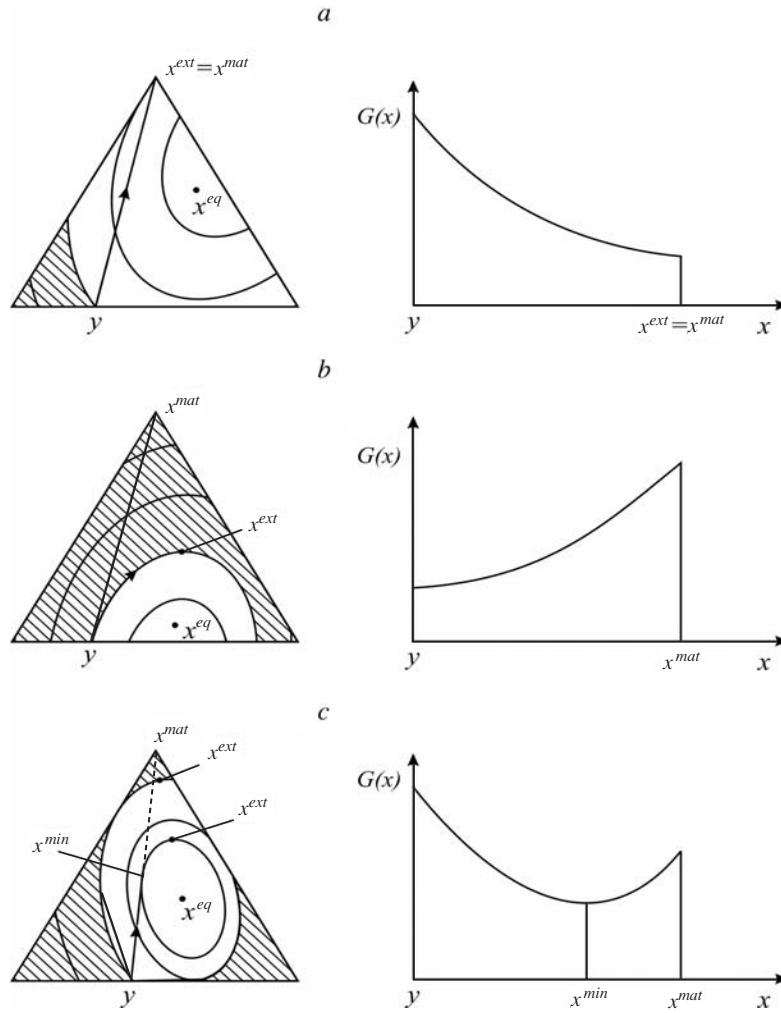 a
x^ext = x^mat
x^eq
y
G(x)
y
x^ext = x^mat
x
b
x^mat
x^ext
x^eq
y
G(x)
y
x^mat
x
c
x^mat
x^ext
x^ext
x^min
x^eq
y
G(x)
y
x^min
x^mat
x